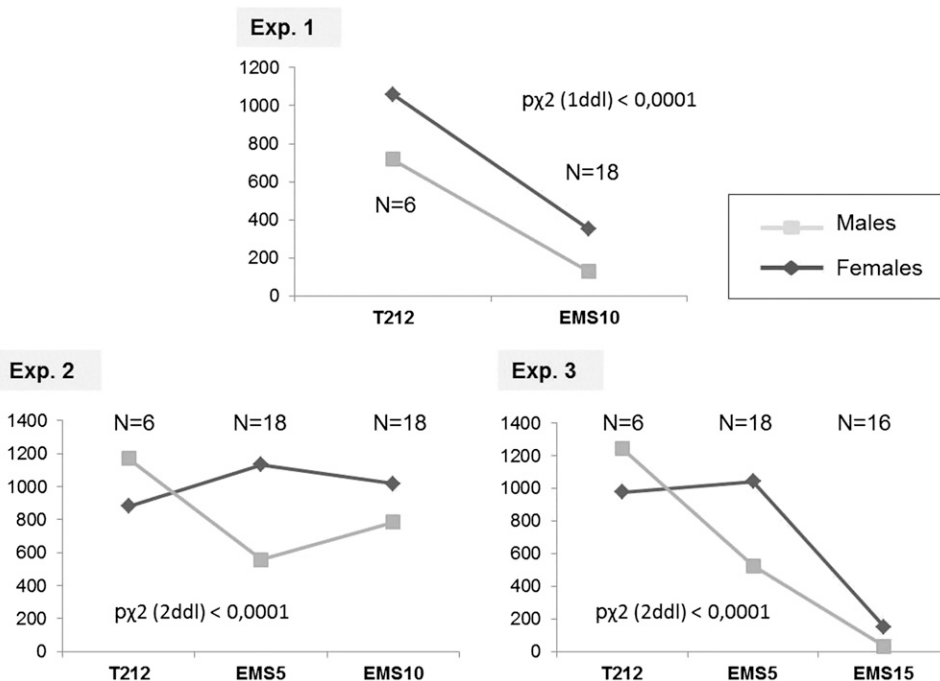 Exp. 1
1200
1000
800
600
400
200
0
pχ2 (1ddl) < 0,0001
N=6
N=18
T212
EMS10
Males
Females
Exp. 2
1400
1200
1000
800
600
400
200
0
N=6
N=18
N=18
pχ2 (2ddl) < 0,0001
T212
EMS5
EMS10
Exp. 3
1400
1200
1000
800
600
400
200
0
N=6
N=18
N=16
pχ2 (2ddl) < 0,0001
T212
EMS5
EMS15